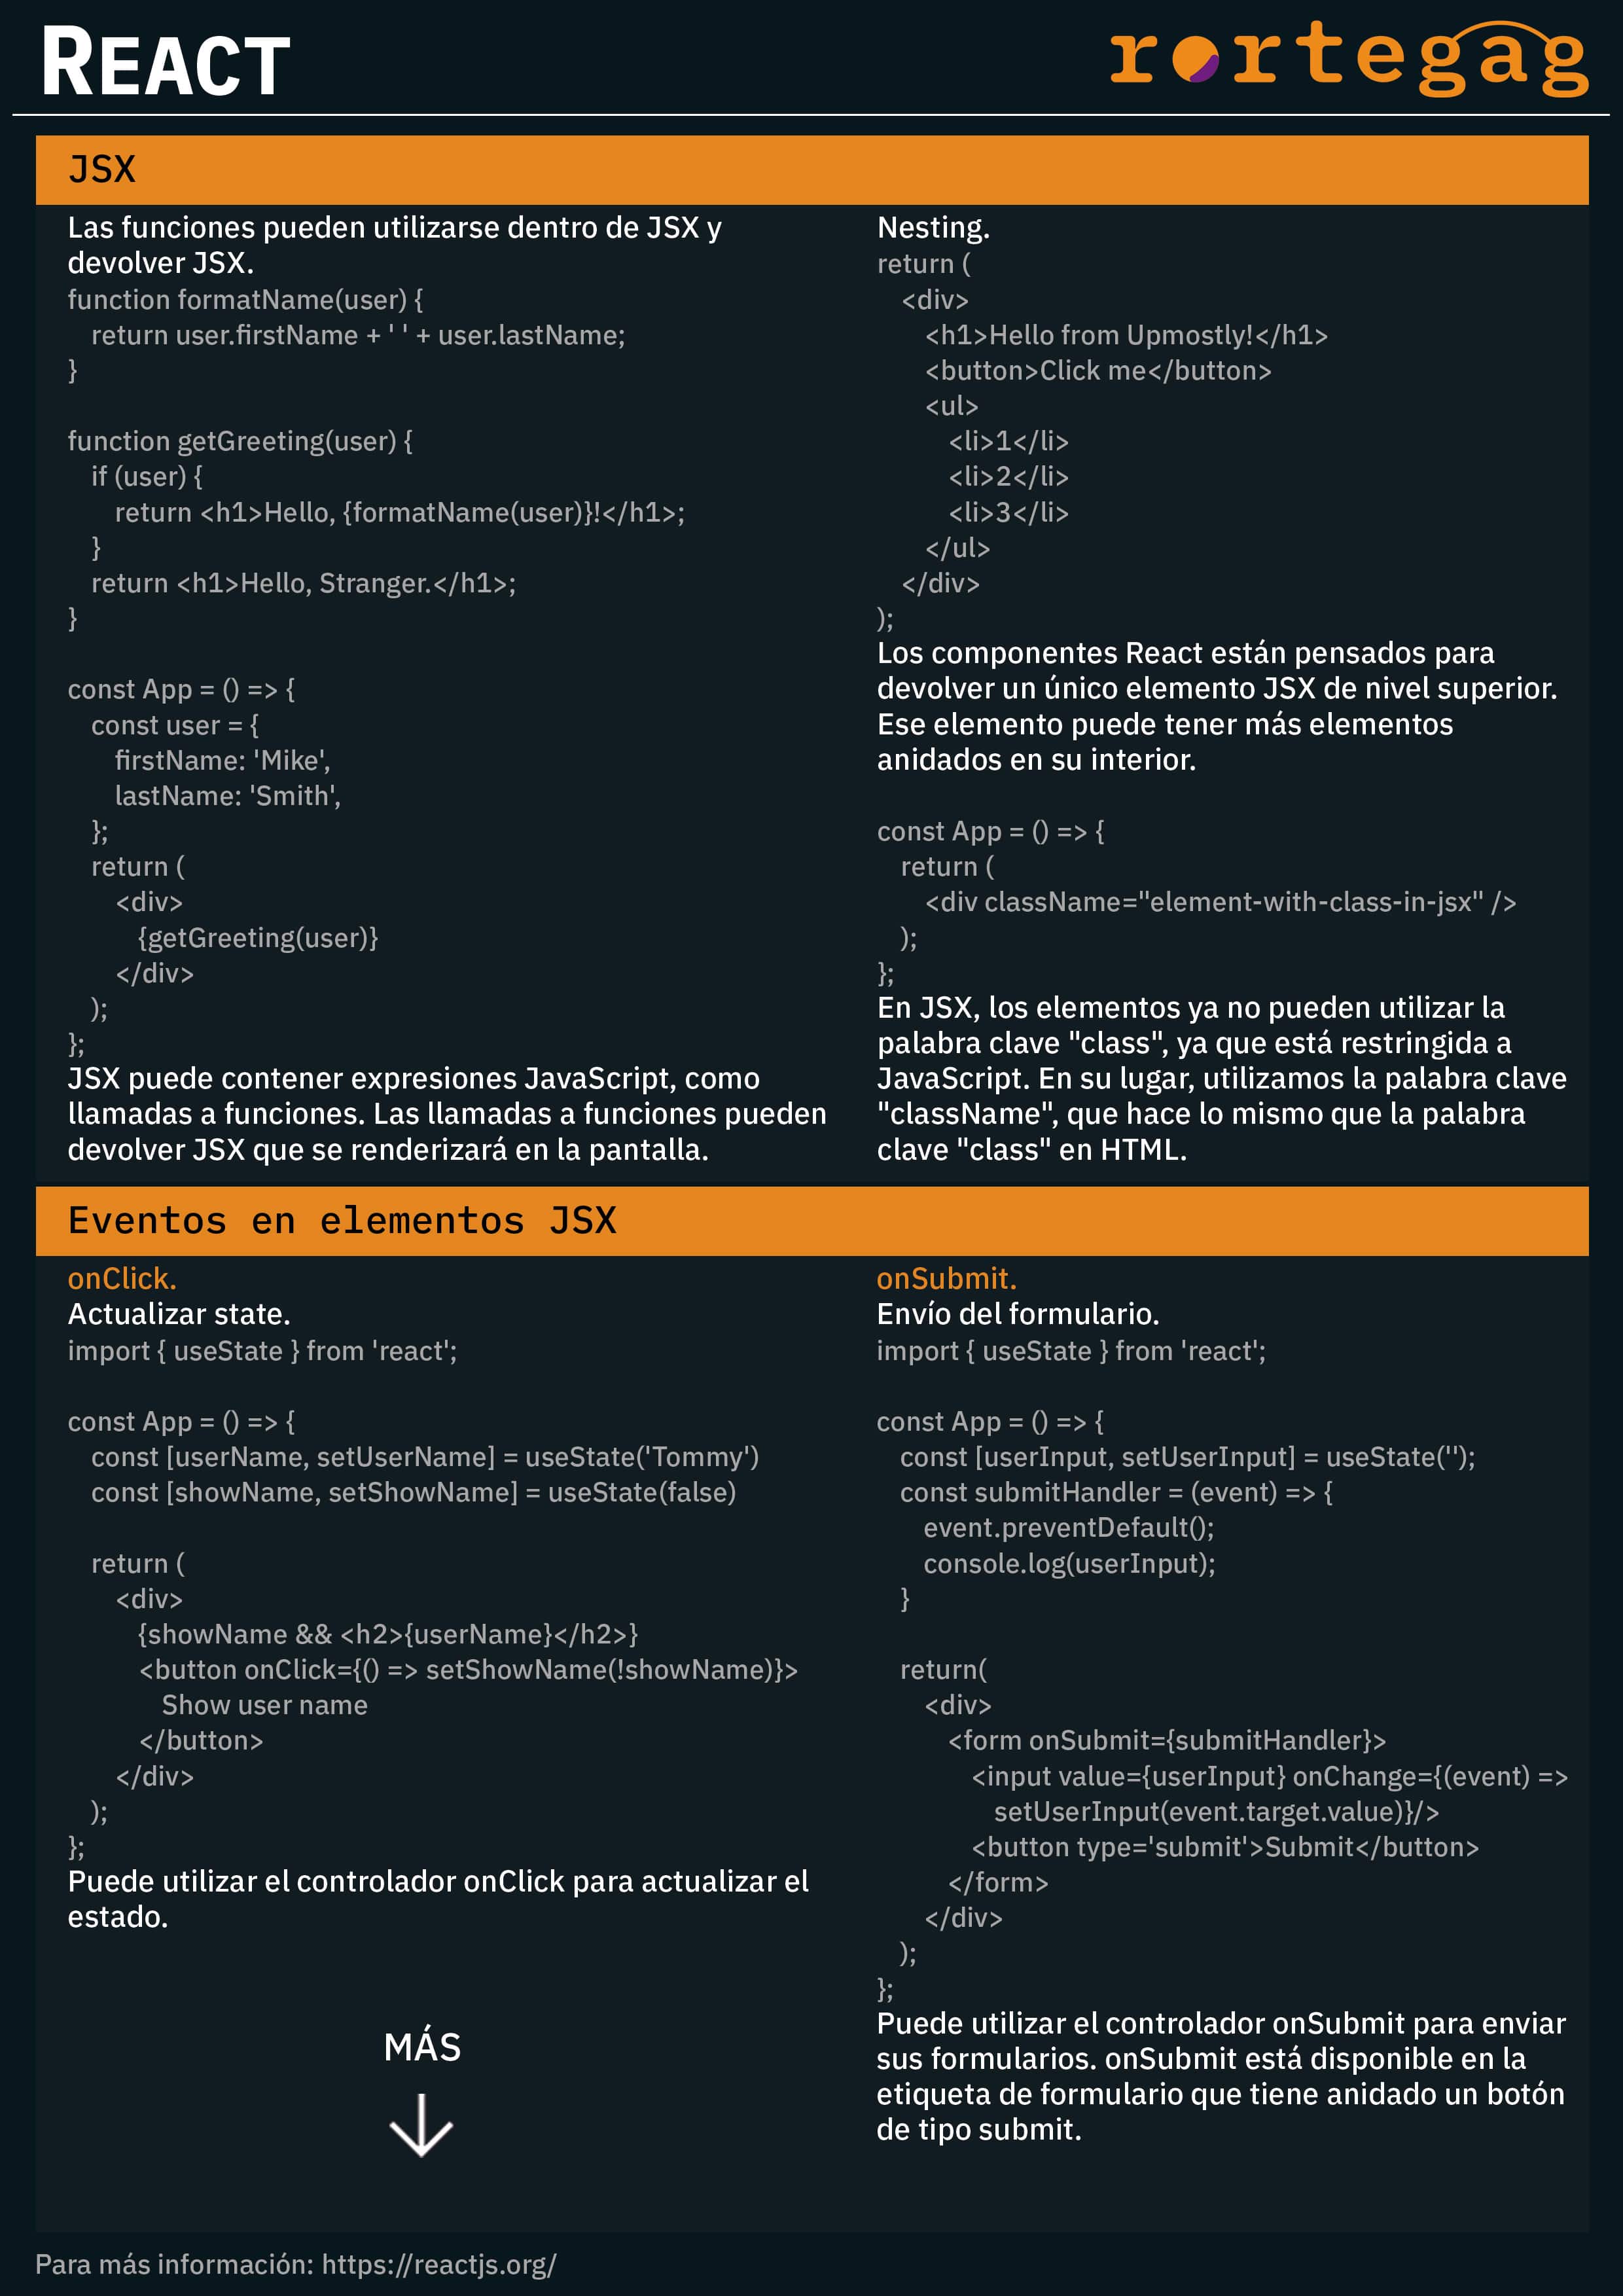 REACT
rortegag
JSX
Las funciones pueden utilizarse dentro de JSX y
devolver JSX.
function formatName(user) {
return user.firstName + ' ' + user.lastName;
}
function getGreeting(user) {
if (user) {
return <h1>Hello, {formatName(user)}!</h1>;
}
return <h1>Hello, Stranger.</h1>;
}
const App = () => {
const user = {
firstName: 'Mike',
lastName: 'Smith',
};
return (
<div>
{getGreeting(user)}
</div>
);
};
JSX puede contener expresiones JavaScript, como
llamadas a funciones. Las llamadas a funciones pueden
devolver JSX que se renderizará en la pantalla.
Nesting.
return (
<div>
<h1>Hello from Upmostly!</h1>
<button>Click me</button>
<ul>
<li>1</li>
<li>2</li>
<li>3</li>
</ul>
</div>
);
Los componentes React están pensados para
devolver un único elemento JSX de nivel superior.
Ese elemento puede tener más elementos
anidados en su interior.
const App = () => {
return (
<div className="element-with-class-in-jsx" />
);
};
En JSX, los elementos ya no pueden utilizar la
palabra clave "class", ya que está restringida a
JavaScript. En su lugar, utilizamos la palabra clave
"className", que hace lo mismo que la palabra
clave "class" en HTML.
Eventos en elementos JSX
onClick.
Actualizar state.
import { useState } from 'react';
const App = () => {
const [userName, setUserName] = useState('Tommy')
const [showName, setShowName] = useState(false)
return (
<div>
{showName && <h2>{userName}</h2>}
<button onClick={() => setShowName(!showName)}>
Show user name
</button>
</div>
);
};
Puede utilizar el controlador onClick para actualizar el
estado.
MÁS
onSubmit.
Envío del formulario.
import { useState } from 'react';
const App = () => {
const [userInput, setUserInput] = useState('');
const submitHandler = (event) => {
event.preventDefault();
console.log(userInput);
}
return(
<div>
<form onSubmit={submitHandler}>
<input value={userInput} onChange={(event) =>
setUserInput(event.target.value)}/>
<button type='submit'>Submit</button>
</form>
</div>
);
};
Puede utilizar el controlador onSubmit para enviar
sus formularios. onSubmit está disponible en la
etiqueta de formulario que tiene anidado un botón
de tipo submit.
Para más información: https://reactjs.org/